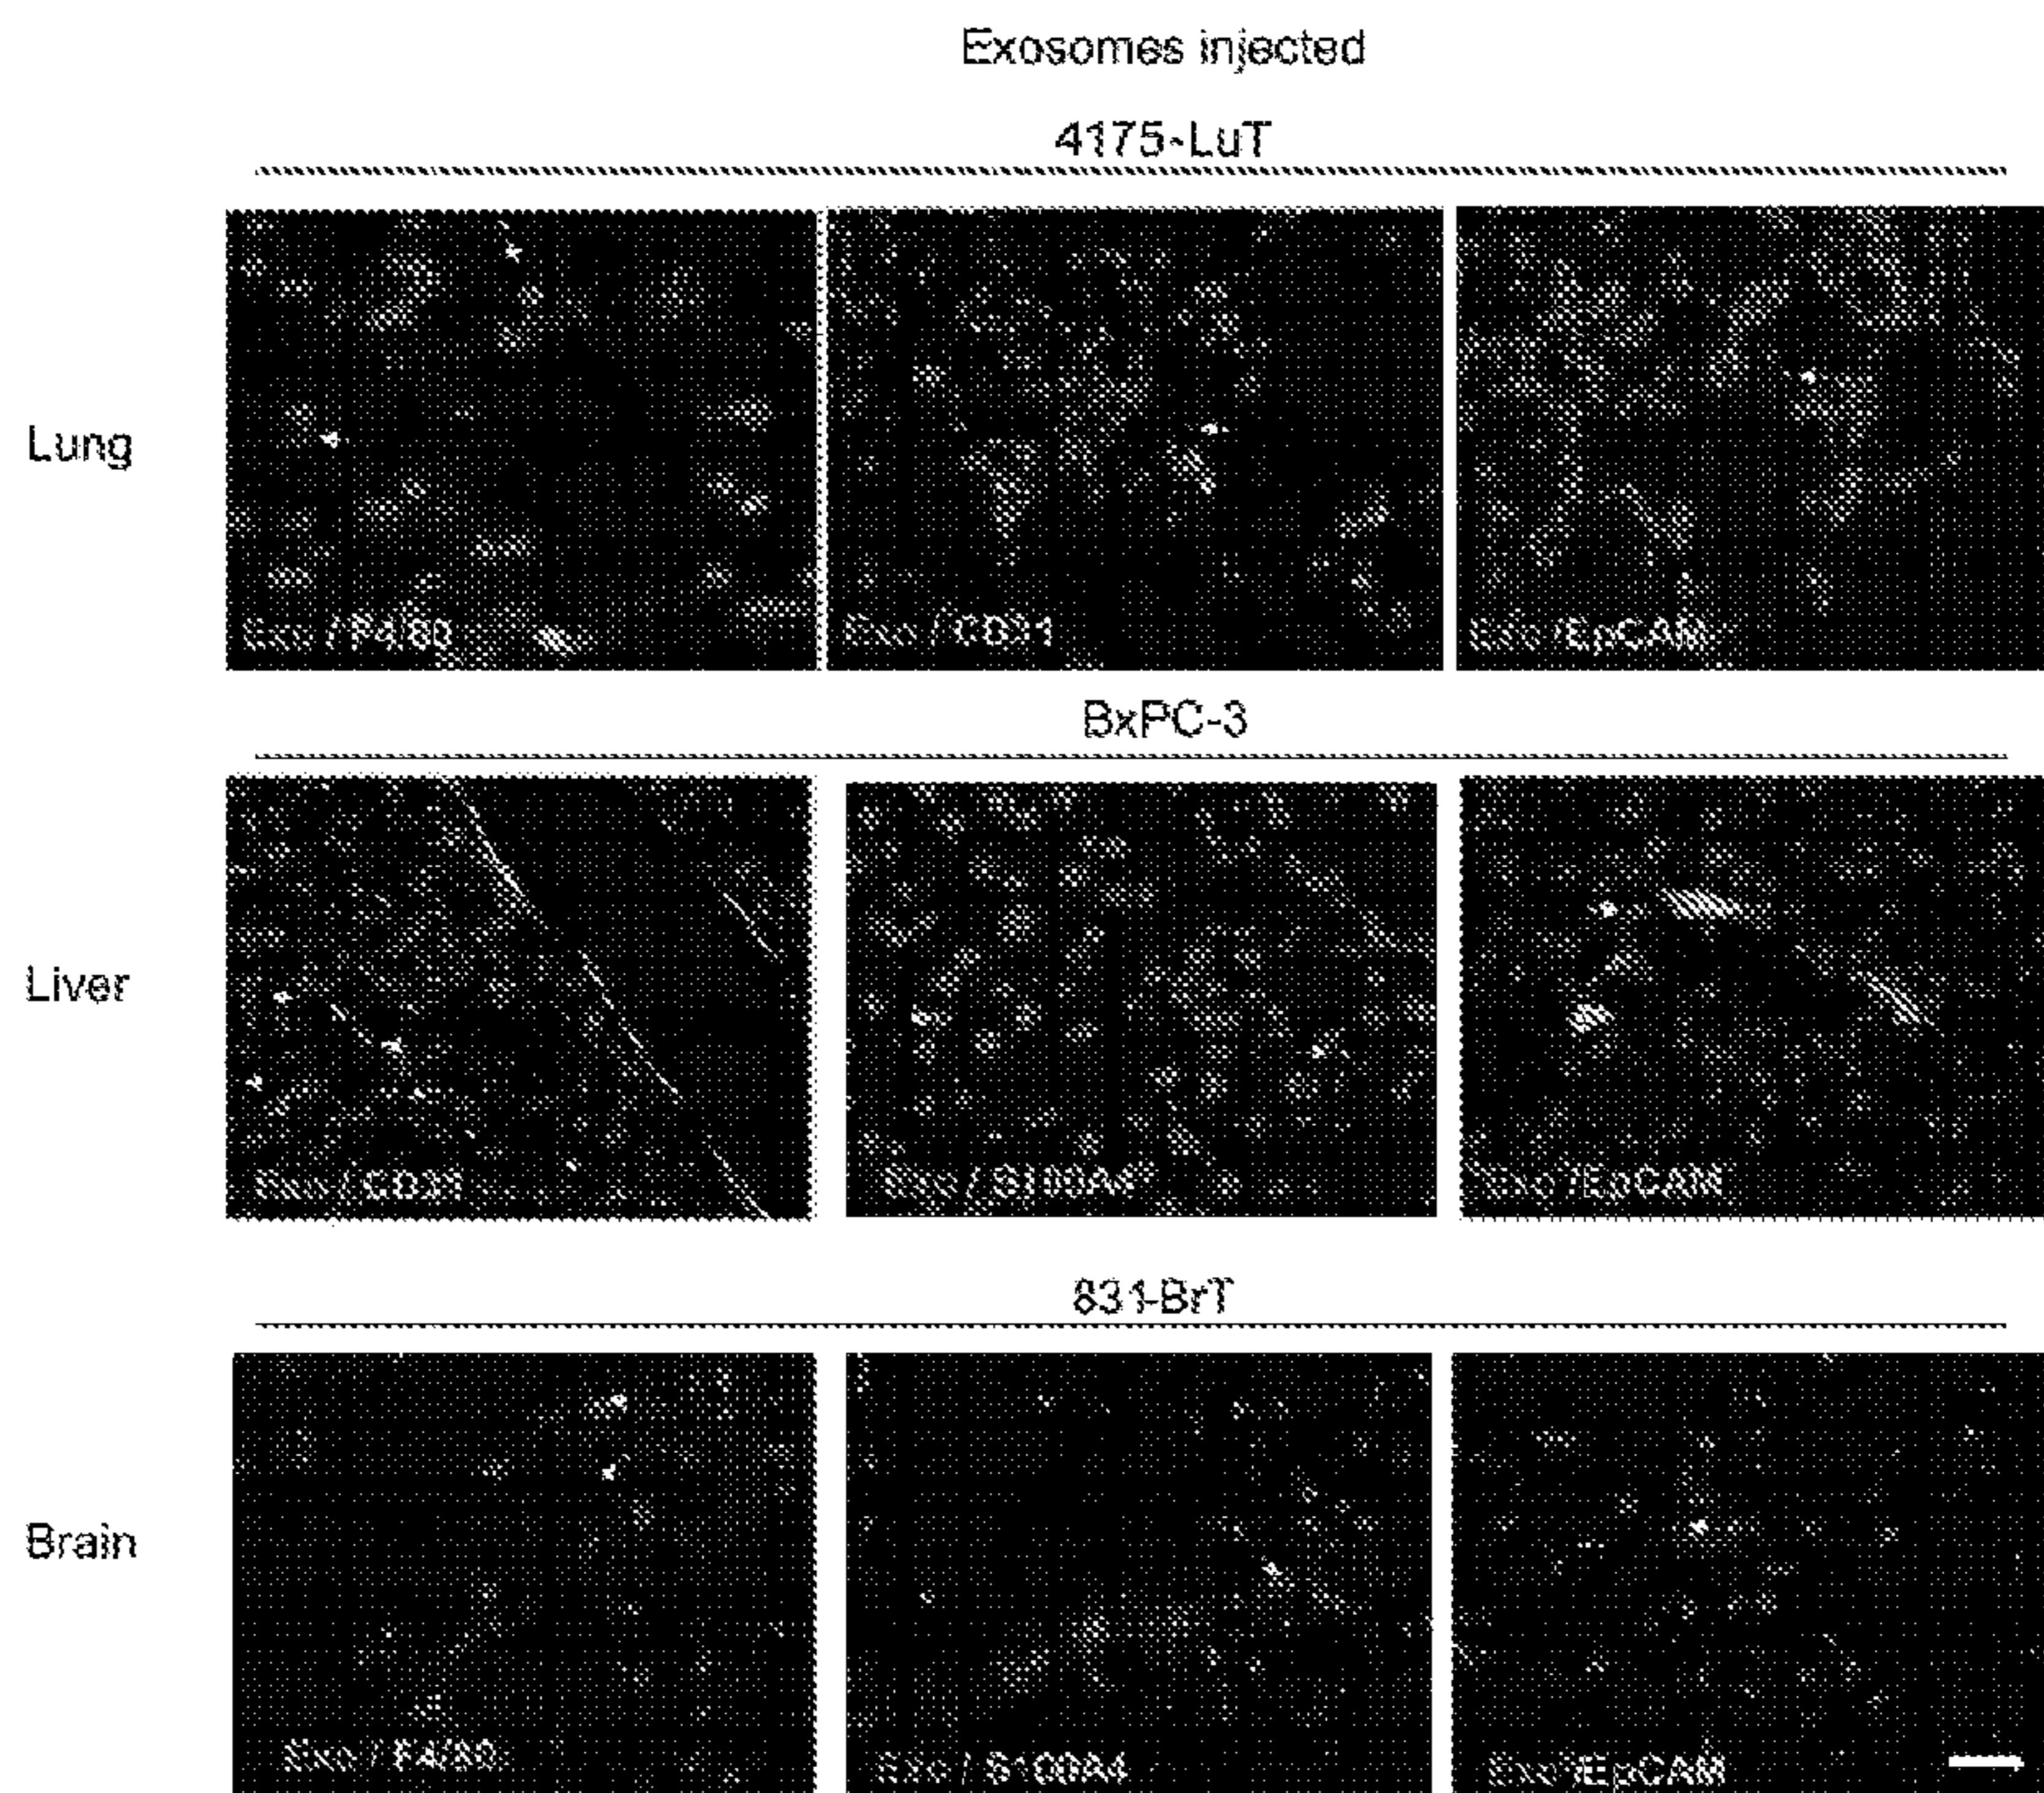 Exosomes injected
4175-LuT
Lung
Exo / F4/80
Exo / CD31
Exo /EpCAM
BxPC-3
Liver
Exo / CD31
Exo / S100A4
Exo /EpCAM
831-BrT
Brain
Exo / F4/80
Exo / S100A4
Exo /EpCAM